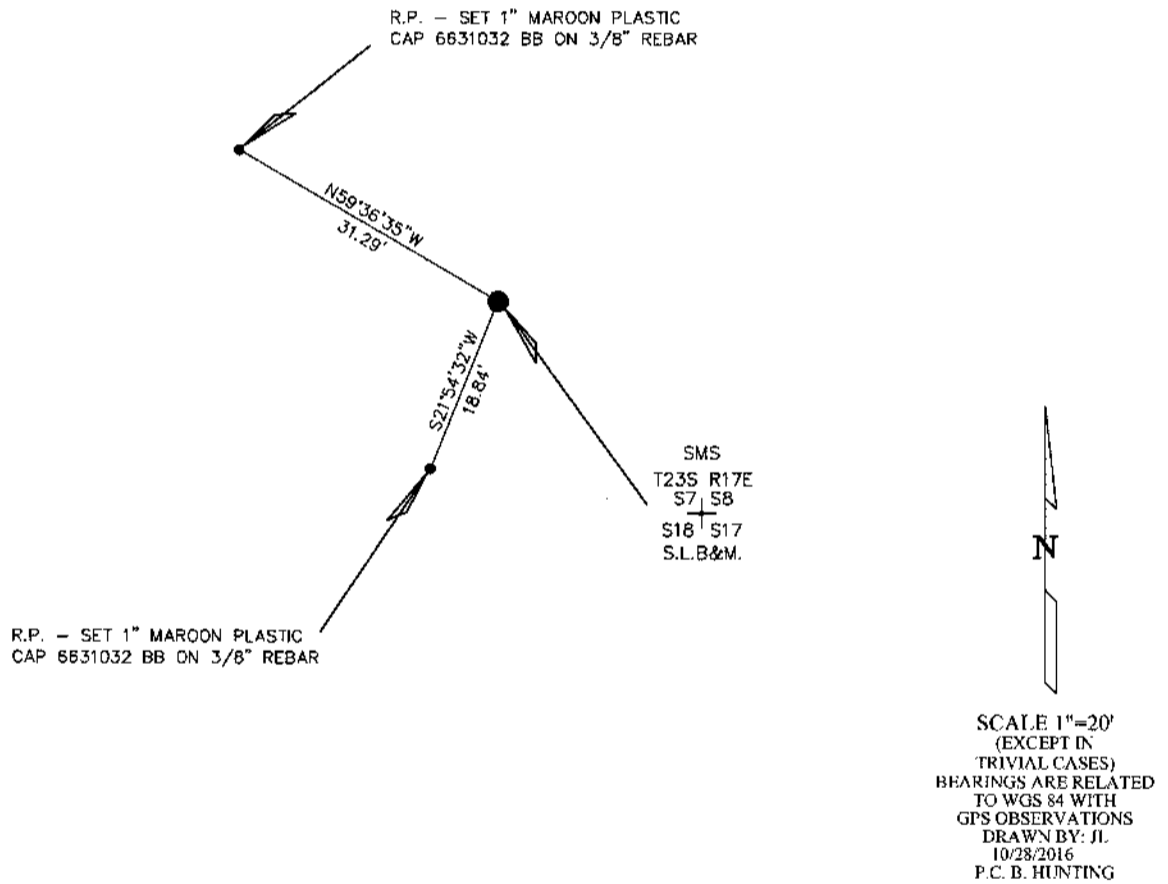 R.P. – SET 1" MAROON PLASTIC
CAP 6631032 BB ON 3/8" REBAR
N59°36'35"W
31.29'
S21°54'32"W
18.84'
SMS
T23S R17E
S7 S8
S18 S17
S.L.B&M.
R.P. – SET 1" MAROON PLASTIC
CAP 6631032 BB ON 3/8" REBAR
N
SCALE 1"=20'
(EXCEPT IN
TRIVIAL CASES)
BEARINGS ARE RELATED
TO WGS 84 WITH
GPS OBSERVATIONS
DRAWN BY: JL
10/28/2016
P.C. B. HUNTING